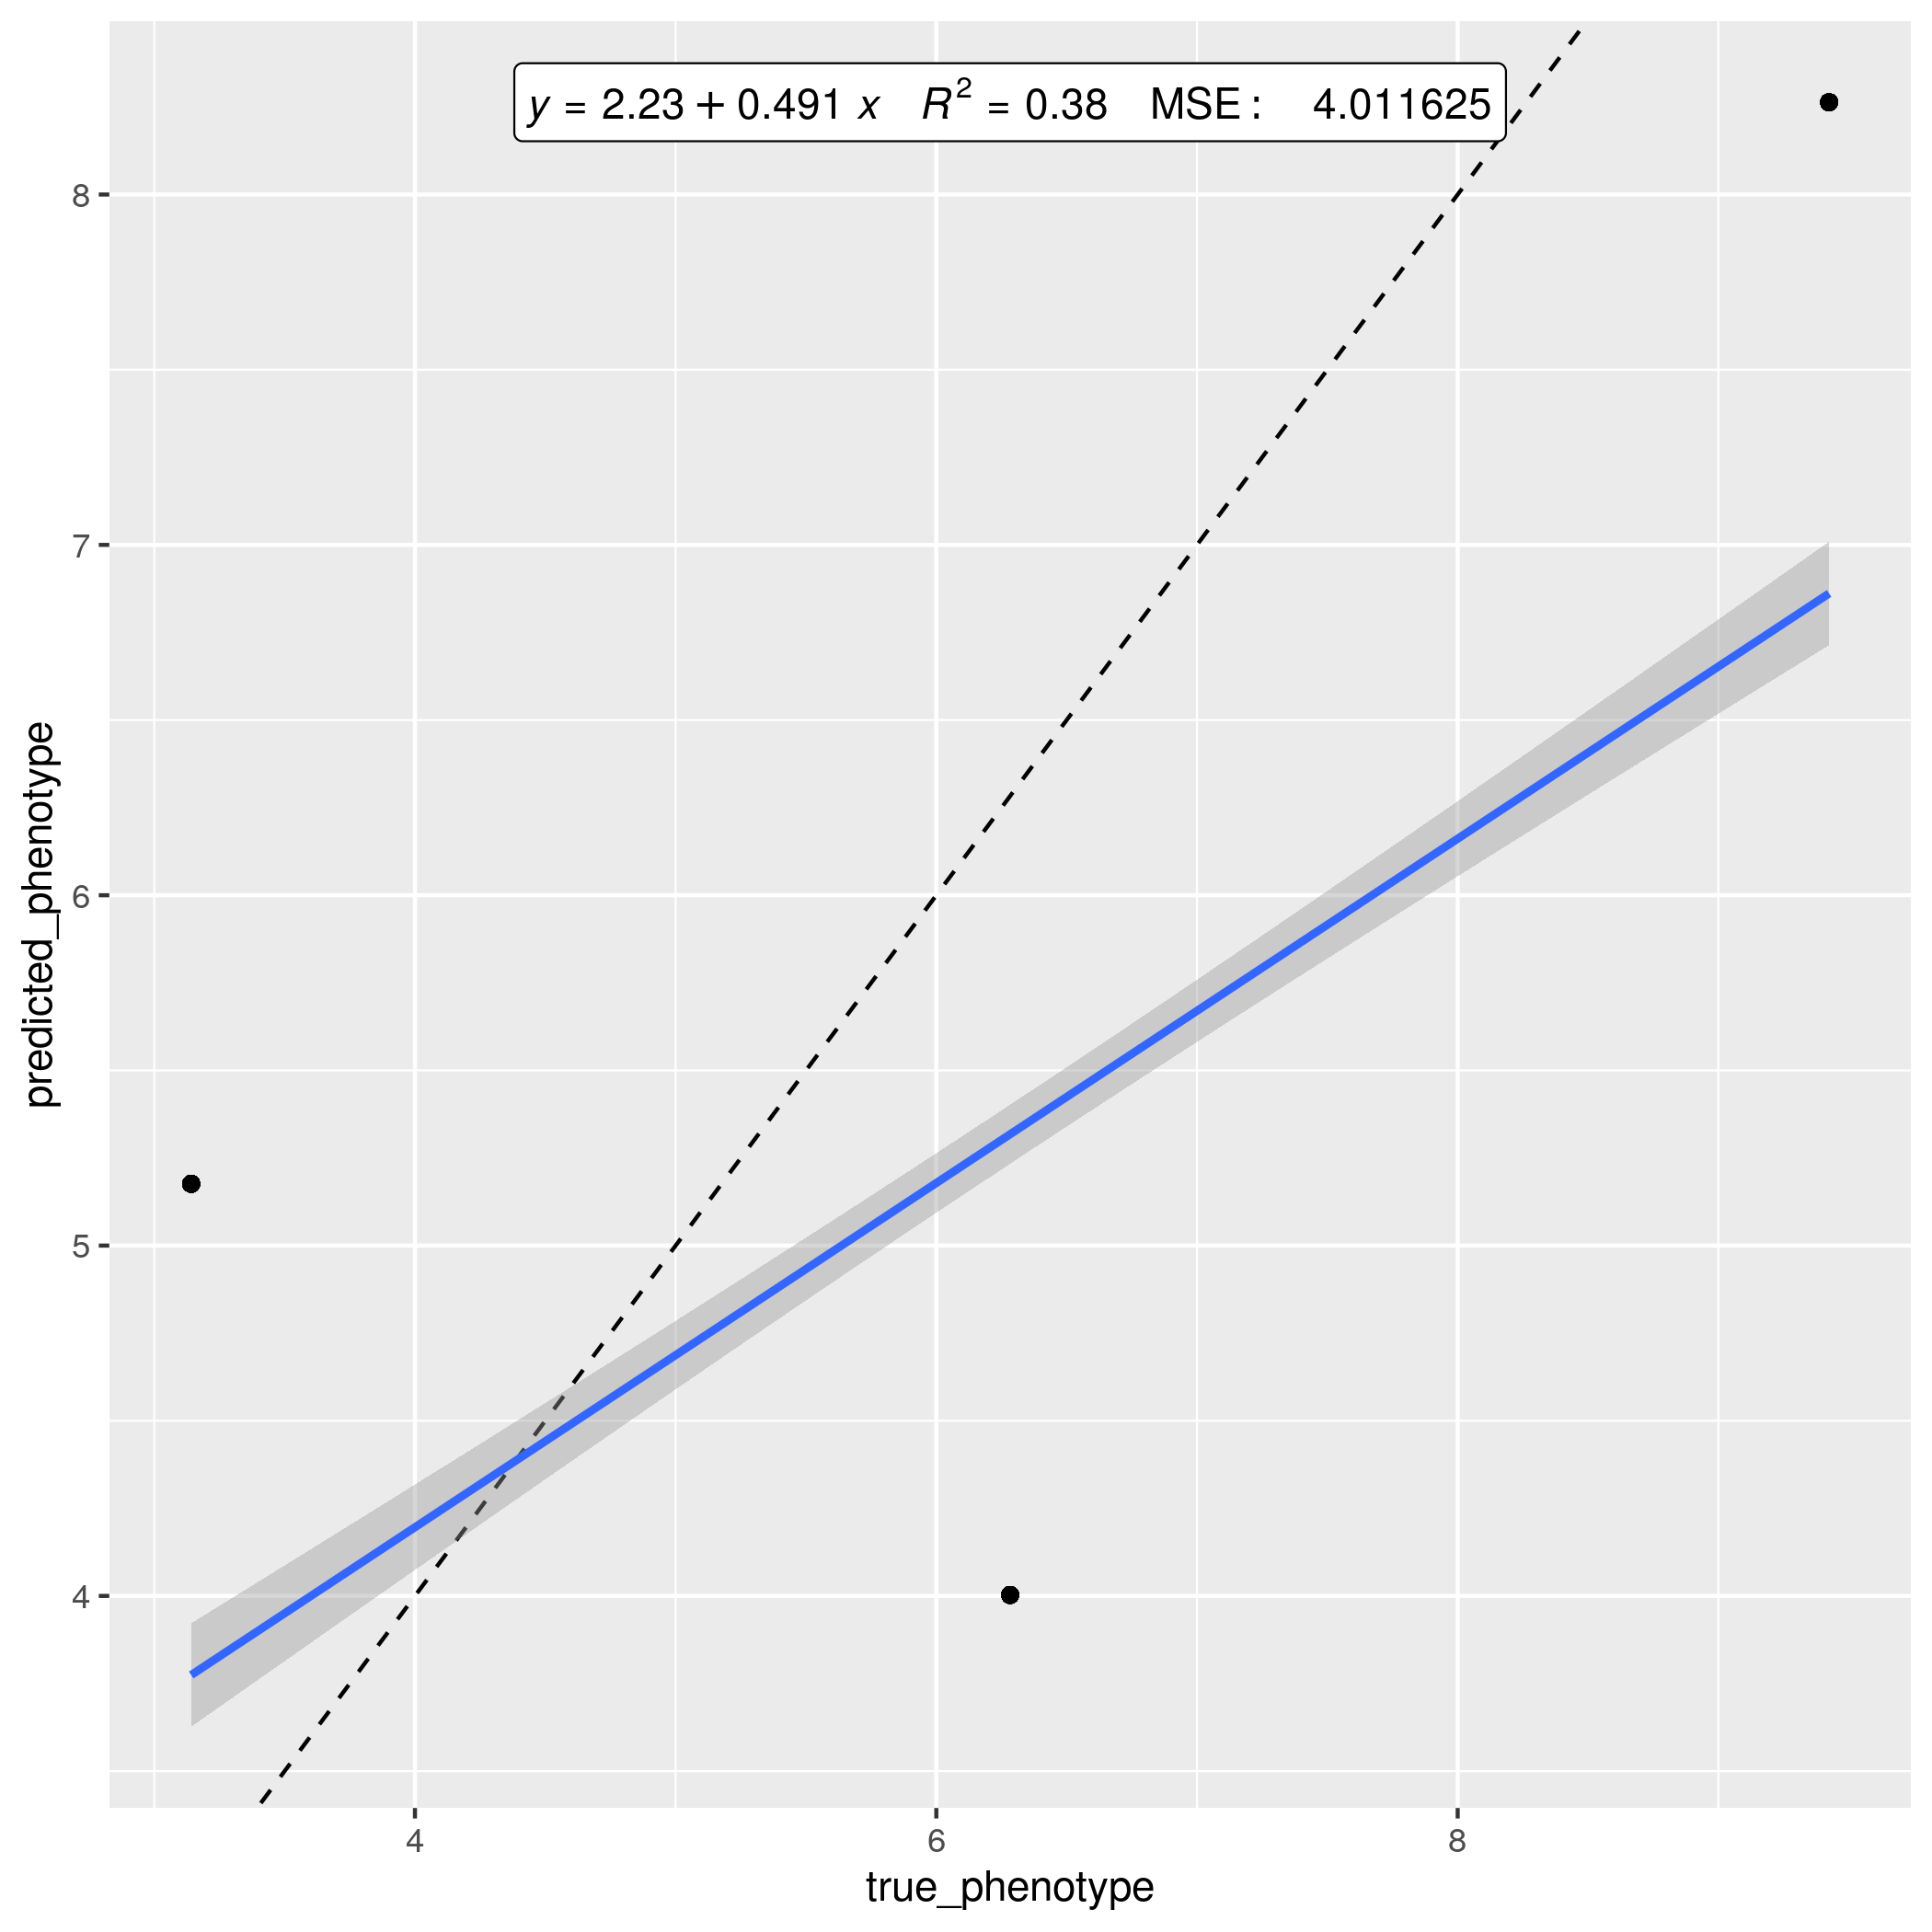 y = 2.23 + 0.491 x R² = 0.38 MSE : 4.011625
8
7
6
5
4
predicted_phenotype
4 6 8
true_phenotype